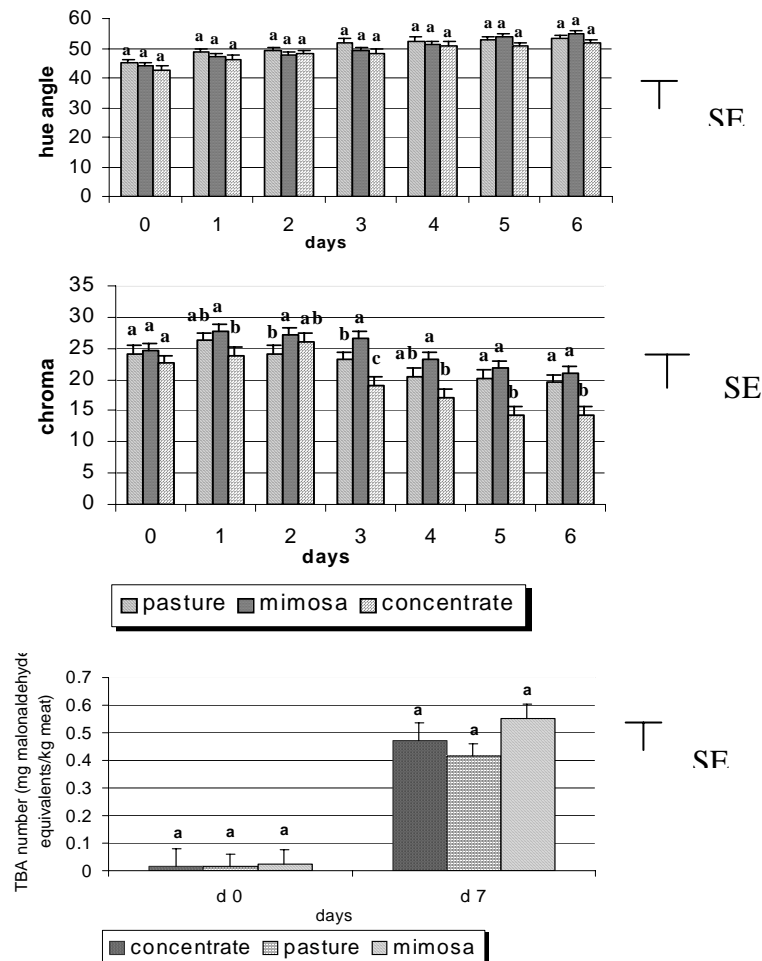 a a a a a a a a a a a a a a a a a a a a a
60
50
40
30
20
10
0
hue angle
0 1 2 3 4 5 6
days
SE
35
30
25
20
15
10
5
0
chroma
a a a ab a b b a ab b a c ab a b a a b a a b
0 1 2 3 4 5 6
days
SE
pasture mimosa concentrate
0.7
0.6
0.5
0.4
0.3
0.2
0.1
0
TBA number (mg malonaldehyde
equivalents/kg meat)
a a a a a a
d 0 d 7
days
SE
concentrate pasture mimosa